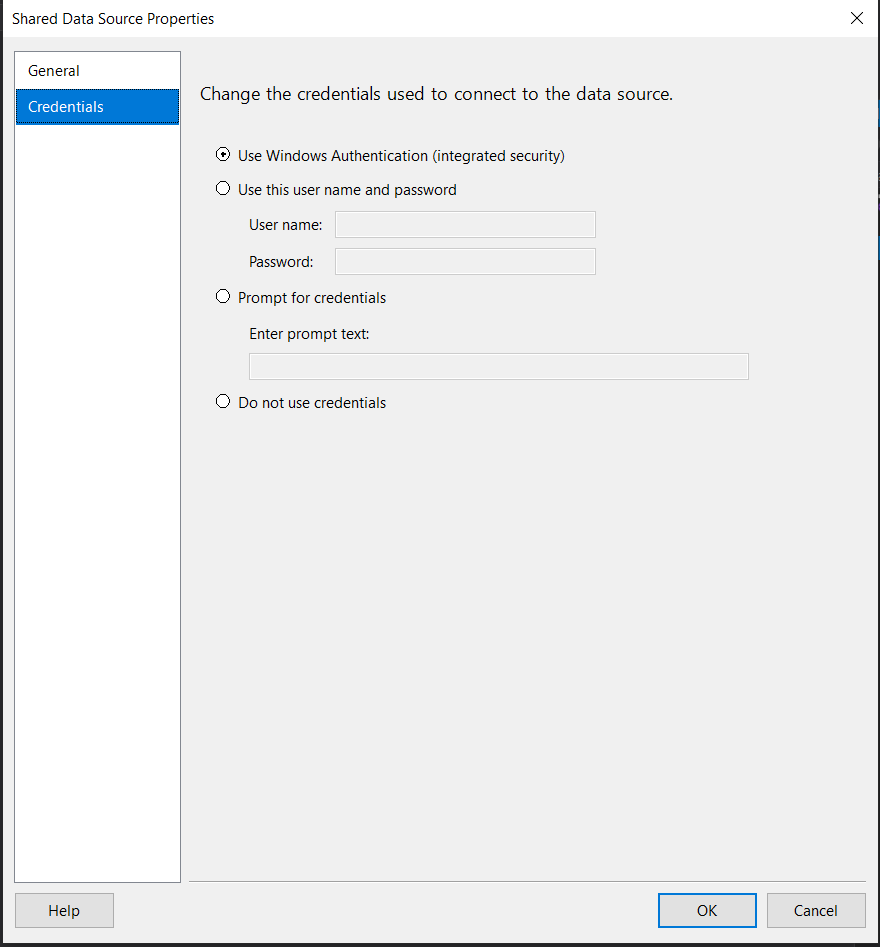 Shared Data Source Properties
General
Credentials
Change the credentials used to connect to the data source.
Use Windows Authentication (integrated security)
Use this user name and password
User name:
Password:
Prompt for credentials
Enter prompt text:
Do not use credentials
Help
OK
Cancel